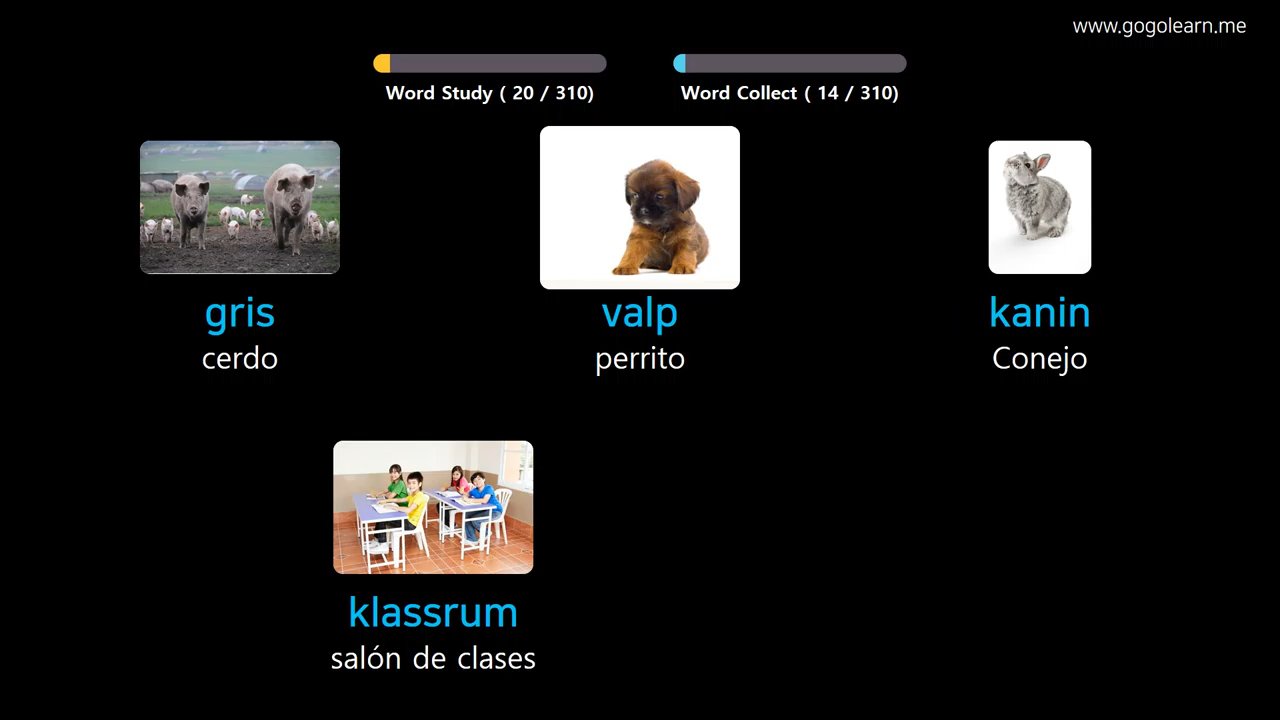 www.gogolearn.me
Word Study ( 20 / 310)
Word Collect ( 14 / 310)
gris
cerdo
valp
perrito
kanin
Conejo
klassrum
salón de clases